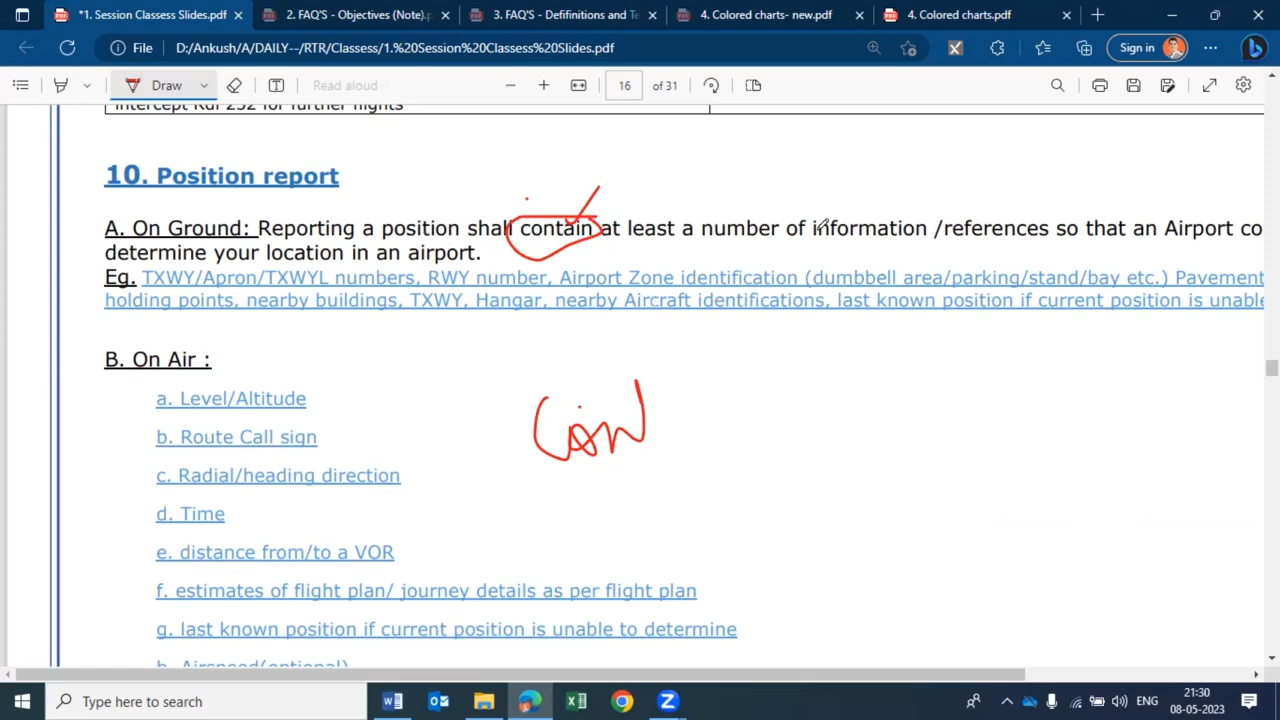 *1. Session Classess Slides.pdf
2. FAQ'S - Objectives (Note).p
3. FAQ'S - Defifinitions and Te
4. Colored charts- new.pdf
4. Colored charts.pdf
File D:/Ankush/A/DAILY--/RTR/Classess/1.%20Session%20Classess%20Slides.pdf
Sign in
Draw
Read aloud
16 of 31
10. Position report
A. On Ground: Reporting a position shall contain at least a number of information /references so that an Airport co
determine your location in an airport.
Eg. TXWY/Apron/TXWYL numbers, RWY number, Airport Zone identification (dumbbell area/parking/stand/bay etc.) Pavement
holding points, nearby buildings, TXWY, Hangar, nearby Aircraft identifications, last known position if current position is unable
B. On Air :
a. Level/Altitude
b. Route Call sign
c. Radial/heading direction
d. Time
e. distance from/to a VOR
f. estimates of flight plan/ journey details as per flight plan
g. last known position if current position is unable to determine
h. Airspeed(optional)
Type here to search
ENG
21:30
08-05-2023